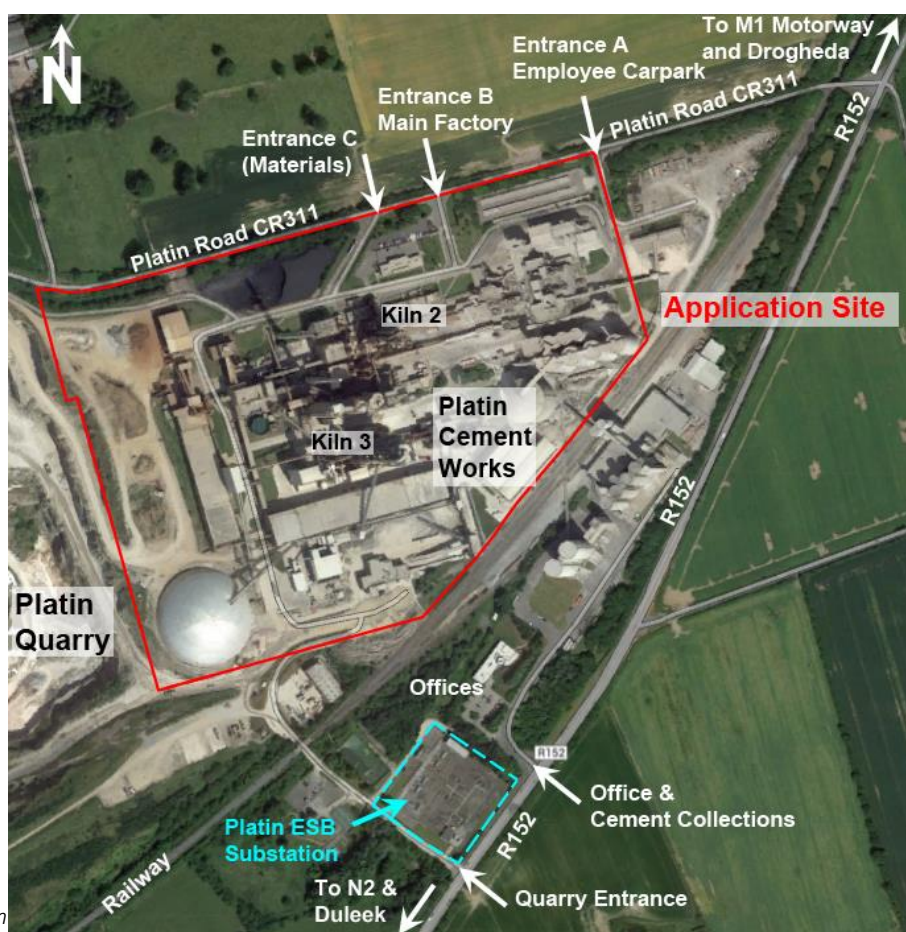 To M1 Motorway
and Drogheda
N
Entrance A
Employee Carpark
Entrance B
Main Factory
Entrance C
(Materials)
Platin Road CR311
R152
Platin Road CR311
Application Site
Kiln 2
Platin
Cement
Works
Kiln 3
R152
Platin
Quarry
Offices
R152
Office &
Cement Collections
Platin ESB
Substation
R152
Railway
To N2 &
Duleek
Quarry Entrance